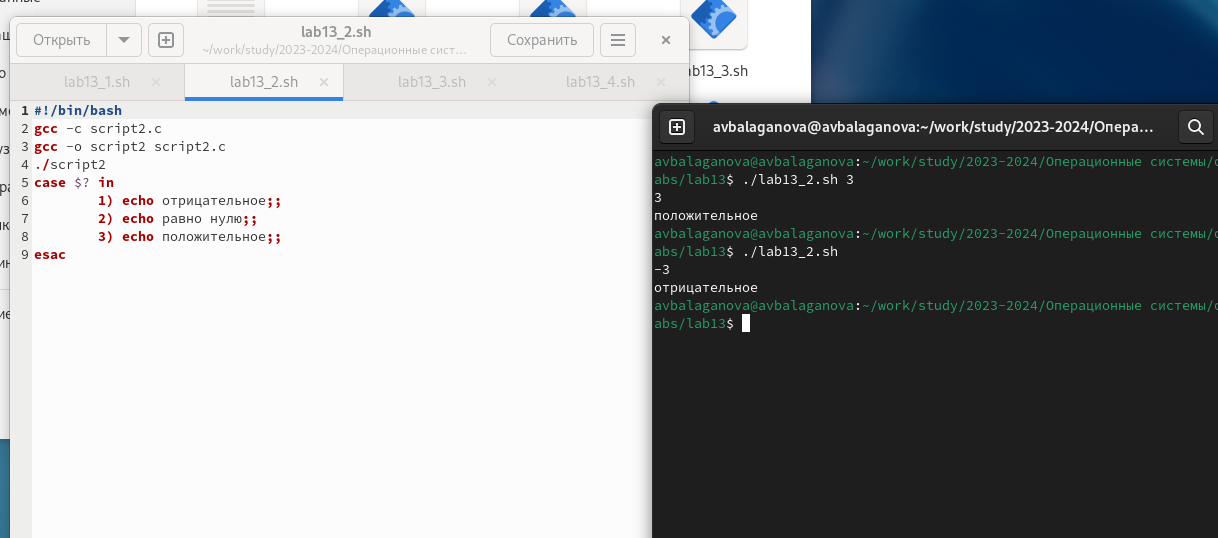 Открыть
lab13_2.sh
~/work/study/2023-2024/Операционные сист...
Сохранить
lab13_1.sh
lab13_2.sh
lab13_3.sh
lab13_4.sh
1 #!/bin/bash
2 gcc -c script2.c
3 gcc -o script2 script2.c
4 ./script2
5 case $? in
6 1) echo отрицательное;;
7 2) echo равно нулю;;
8 3) echo положительное;;
9 esac
ab13_3.sh
avbalaganova@avbalaganova:~/work/study/2023-2024/Опера...
avbalaganova@avbalaganova:~/work/study/2023-2024/Операционные системы/
abs/lab13$ ./lab13_2.sh 3
3
положительное
avbalaganova@avbalaganova:~/work/study/2023-2024/Операционные системы/
abs/lab13$ ./lab13_2.sh
-3
отрицательное
avbalaganova@avbalaganova:~/work/study/2023-2024/Операционные системы/
abs/lab13$